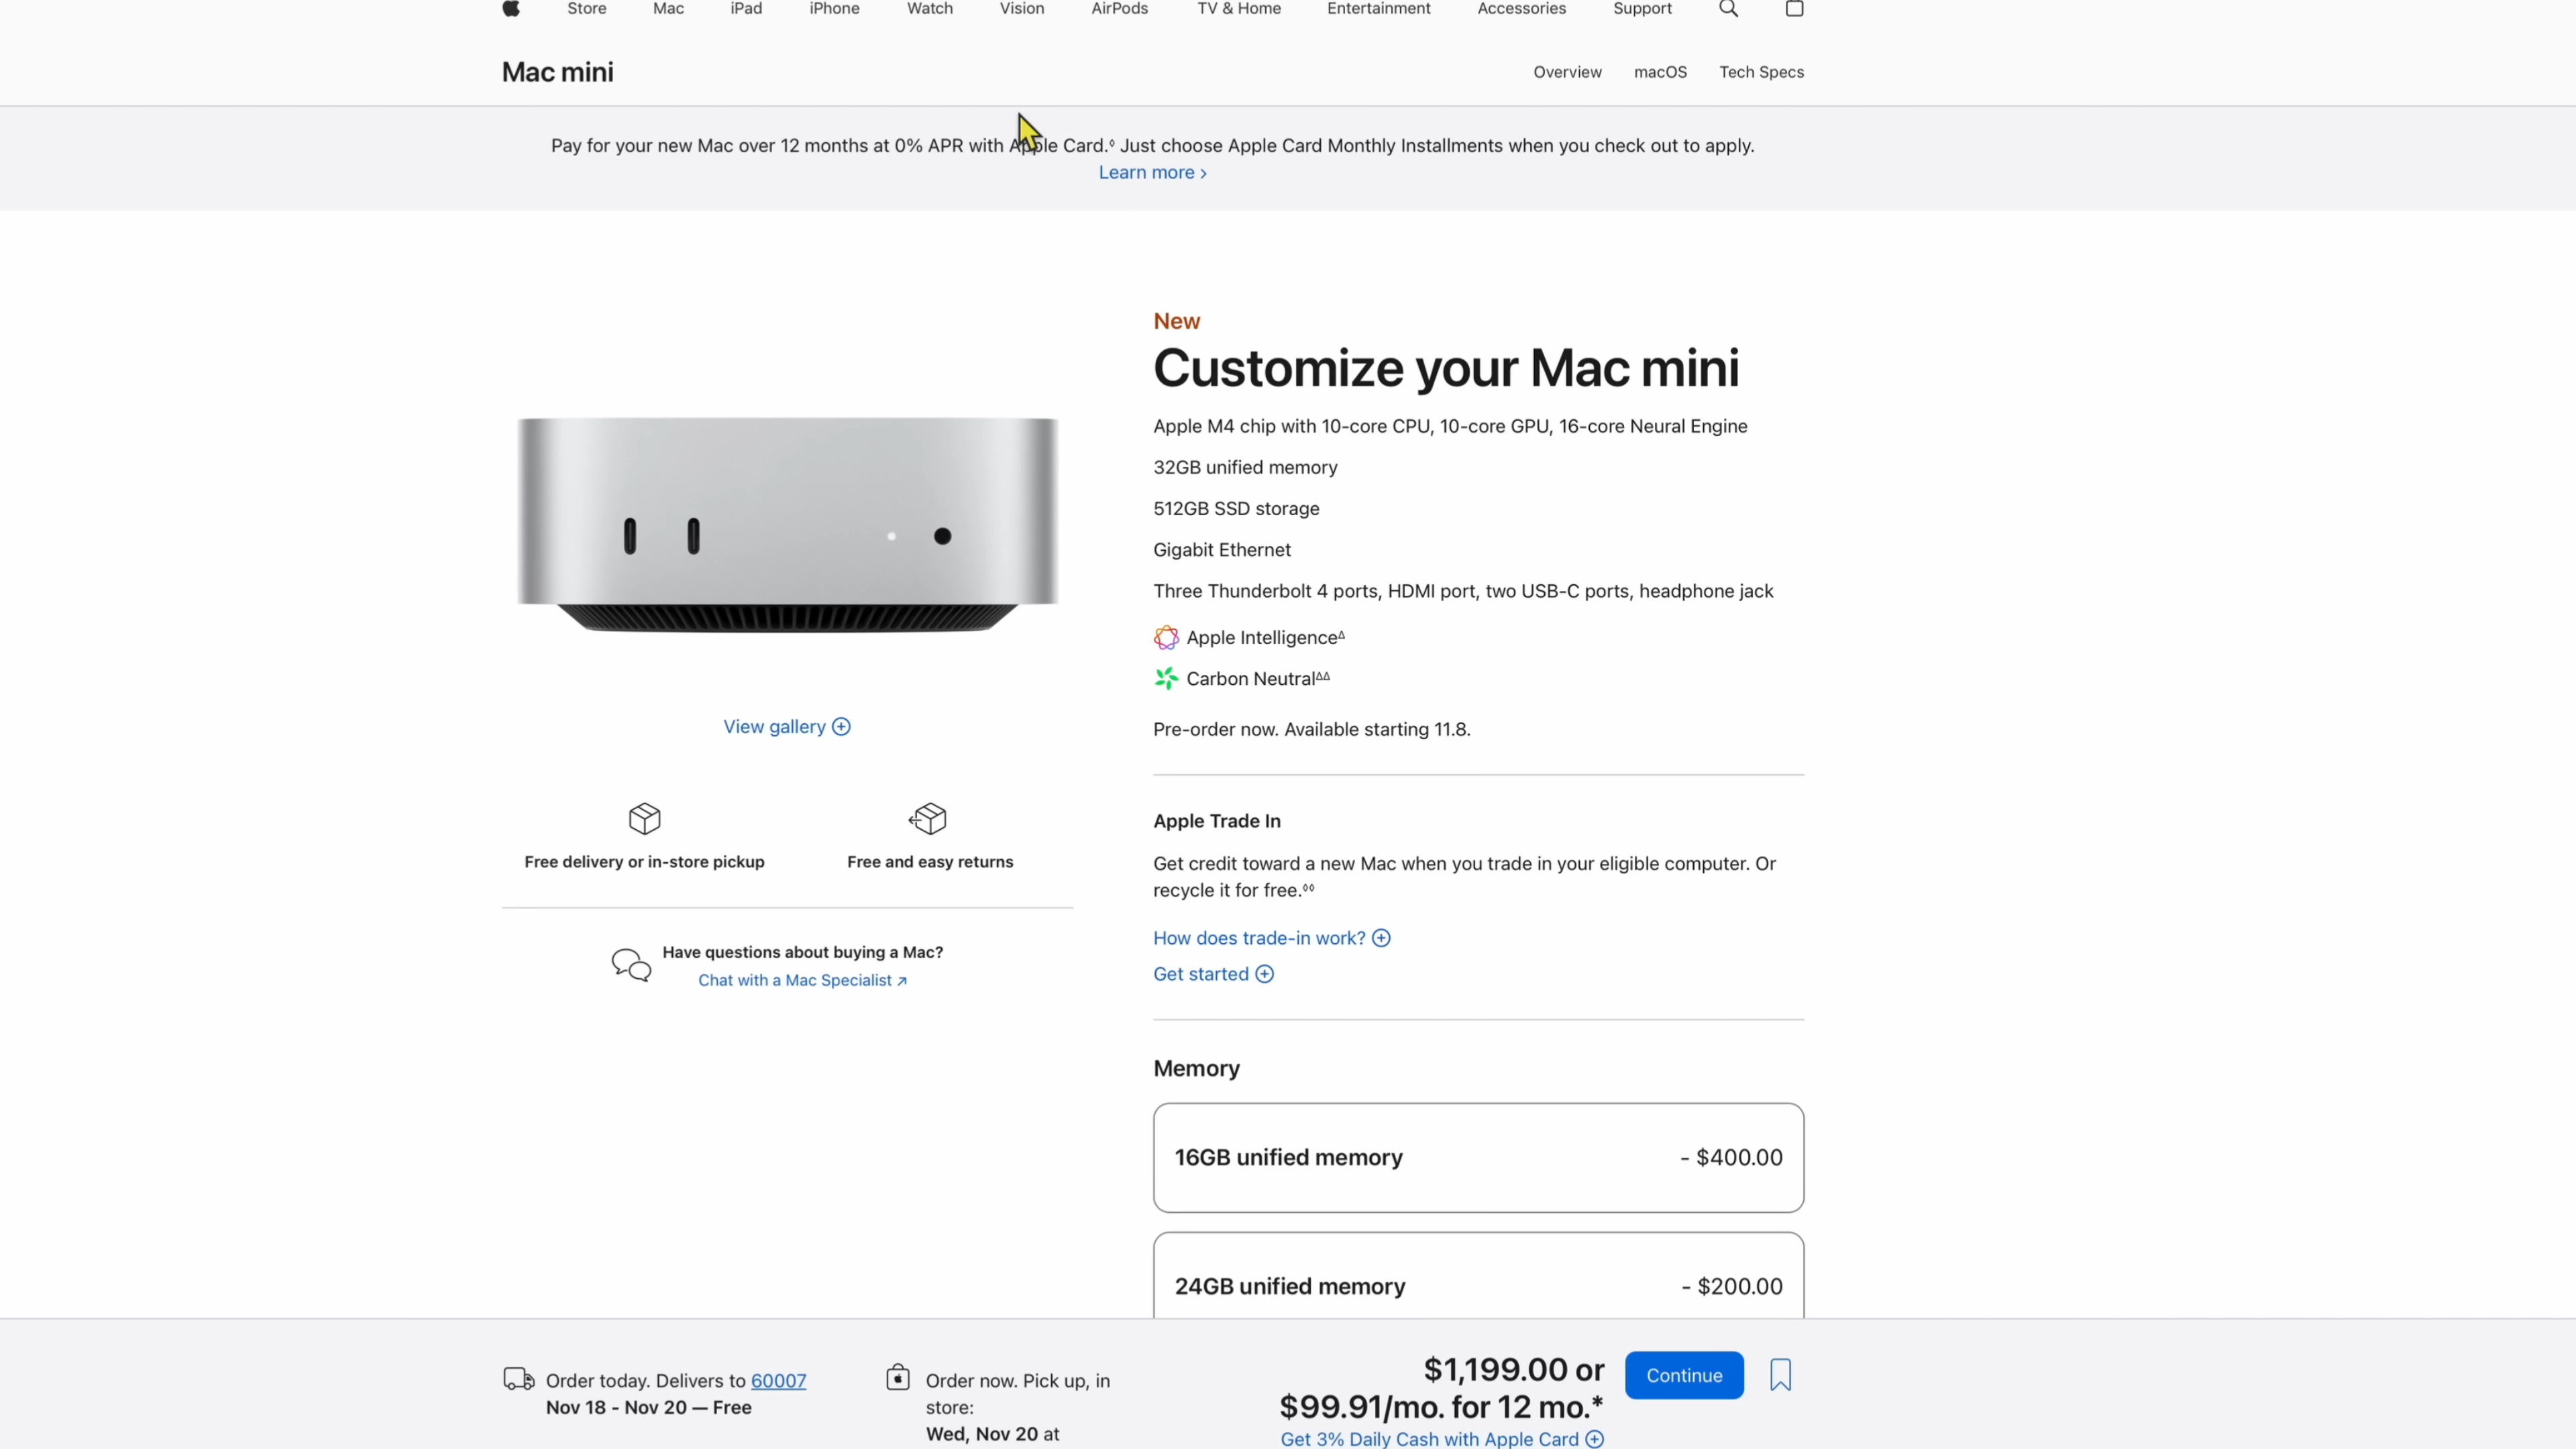 Store Mac iPad iPhone Watch Vision AirPods TV & Home Entertainment Accessories Support
Mac mini
Overview macOS Tech Specs
Pay for your new Mac over 12 months at 0% APR with Apple Card.◊ Just choose Apple Card Monthly Installments when you check out to apply.
Learn more ›
New
Customize your Mac mini
Apple M4 chip with 10-core CPU, 10-core GPU, 16-core Neural Engine
32GB unified memory
512GB SSD storage
Gigabit Ethernet
Three Thunderbolt 4 ports, HDMI port, two USB-C ports, headphone jack
Apple Intelligence∆
Carbon Neutral∆∆
Pre-order now. Available starting 11.8.
View gallery
Free delivery or in-store pickup
Free and easy returns
Have questions about buying a Mac?
Chat with a Mac Specialist ↗
Apple Trade In
Get credit toward a new Mac when you trade in your eligible computer. Or
recycle it for free.◊◊
How does trade-in work?
Get started
Memory
16GB unified memory - $400.00
24GB unified memory - $200.00
Order today. Delivers to 60007
Nov 18 - Nov 20 — Free
Order now. Pick up, in
store:
Wed, Nov 20 at
$1,199.00 or
$99.91/mo. for 12 mo.*
Get 3% Daily Cash with Apple Card
Continue